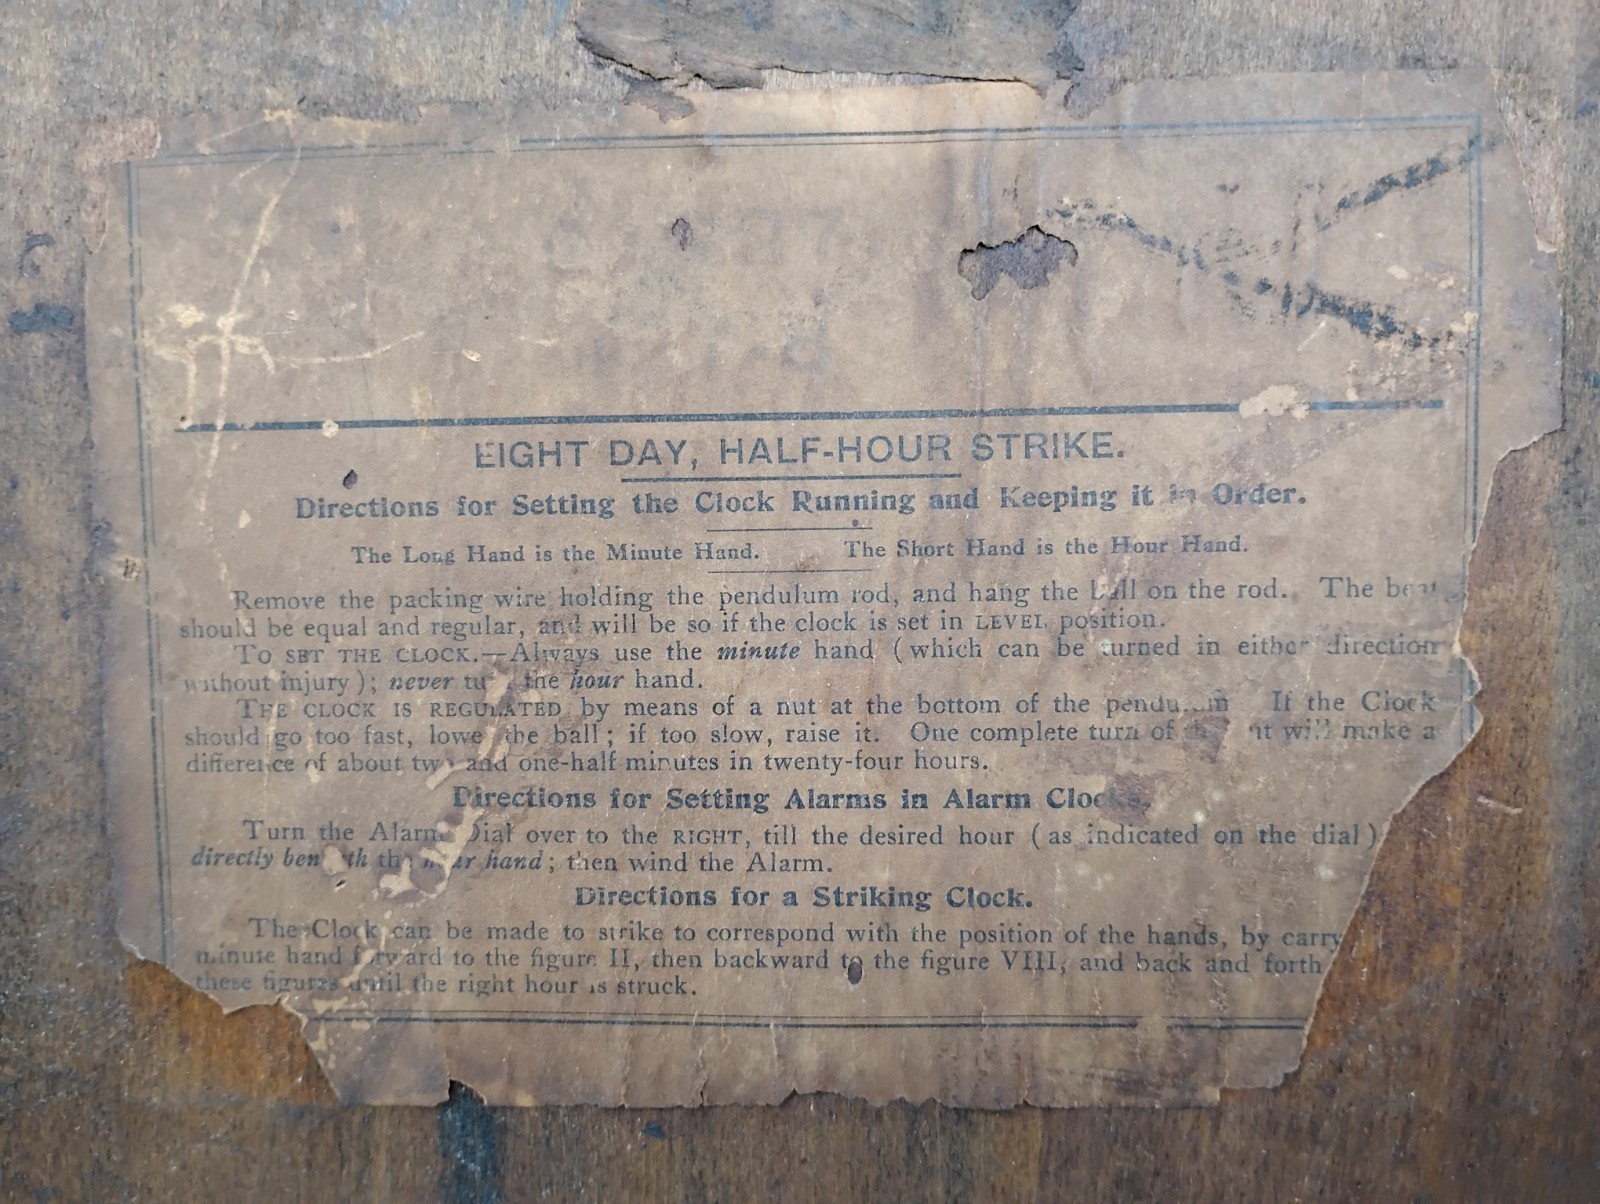 EIGHT DAY, HALF-HOUR STRIKE.
Directions for Setting the Clock Running and Keeping it in Order.
The Long Hand is the Minute Hand. The Short Hand is the Hour Hand.
Remove the packing wire holding the pendulum rod, and hang the ball on the rod. The beat
should be equal and regular, and will be so if the clock is set in LEVEL position.
TO SET THE CLOCK.—Always use the minute hand (which can be turned in either direction
without injury); never the hour hand.
THE CLOCK IS REGULATED by means of a nut at the bottom of the pendulum If the Clock
should go too fast, lower the ball; if too slow, raise it. One complete turn of will make a
difference of about two and one-half minutes in twenty-four hours.
Directions for Setting Alarms in Alarm Clocks.
Turn the Alarm Dial over to the RIGHT, till the desired hour (as indicated on the dial)
directly beneath the hour hand; then wind the Alarm.
Directions for a Striking Clock.
The Clock can be made to strike to correspond with the position of the hands, by carry
minute hand forward to the figure II, then backward to the figure VIII, and back and forth
these figures until the right hour is struck.